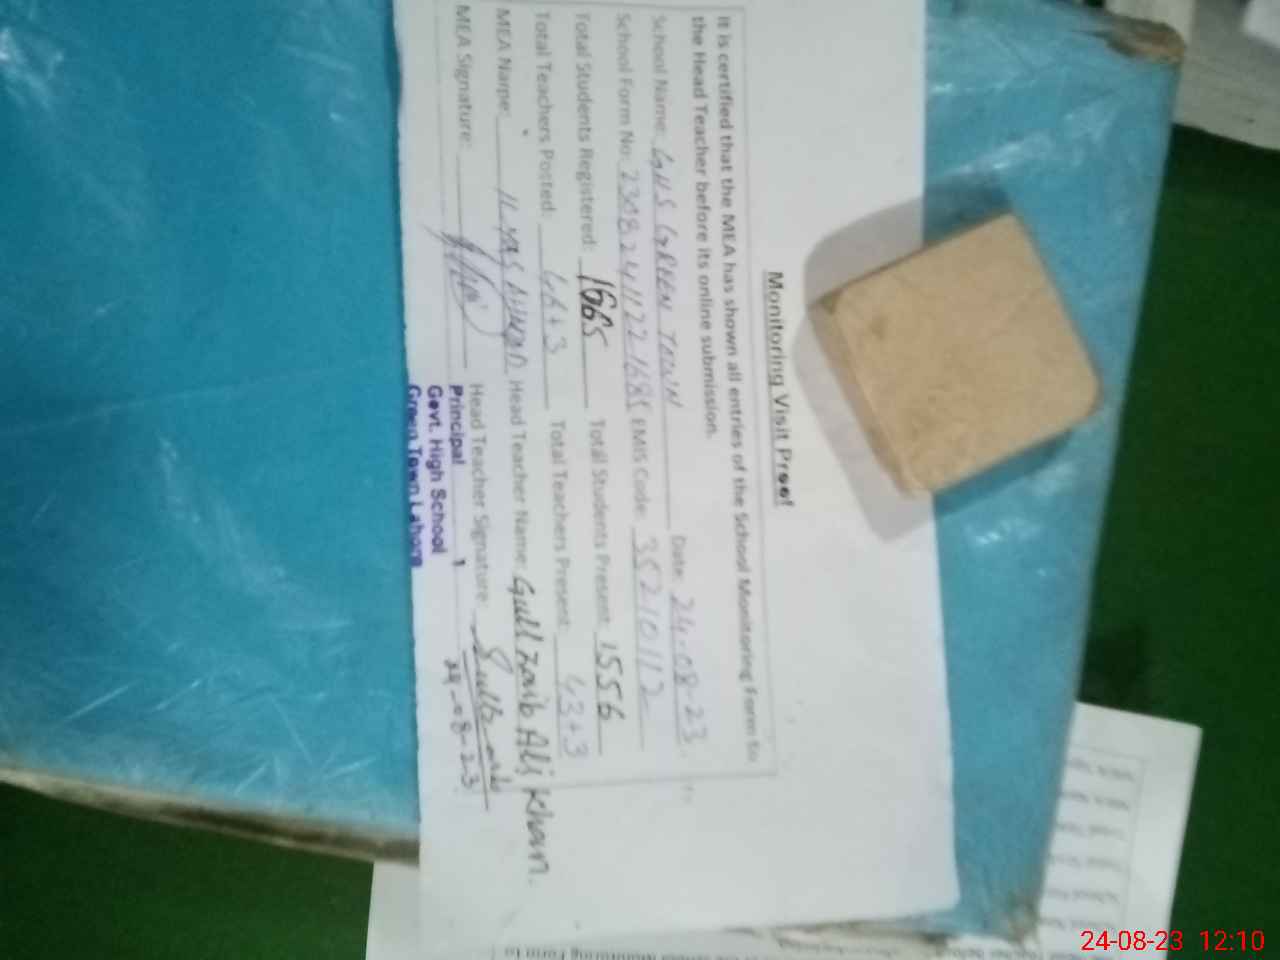 Monitoring Visit Proof
It is certified that the MEA has shown all entries of the School Monitoring Form to
the Head Teacher before its online submission.
School Name: GHS GREEN TOWN Date: 24-08-23
School Form No: EMIS Code: 35210112
Total Students Registered: 1665 Total Students Present: 1556
Total Teachers Posted: 46+3 Total Teachers Present: 43+3
MEA Name: ILYAS AHMAD Head Teacher Name: Gull Zaib Ali Khan.
MEA Signature: Head Teacher Signature:
24-08-23
Principal
Govt. High School
Green Town Lahore
24-08-23 12:10